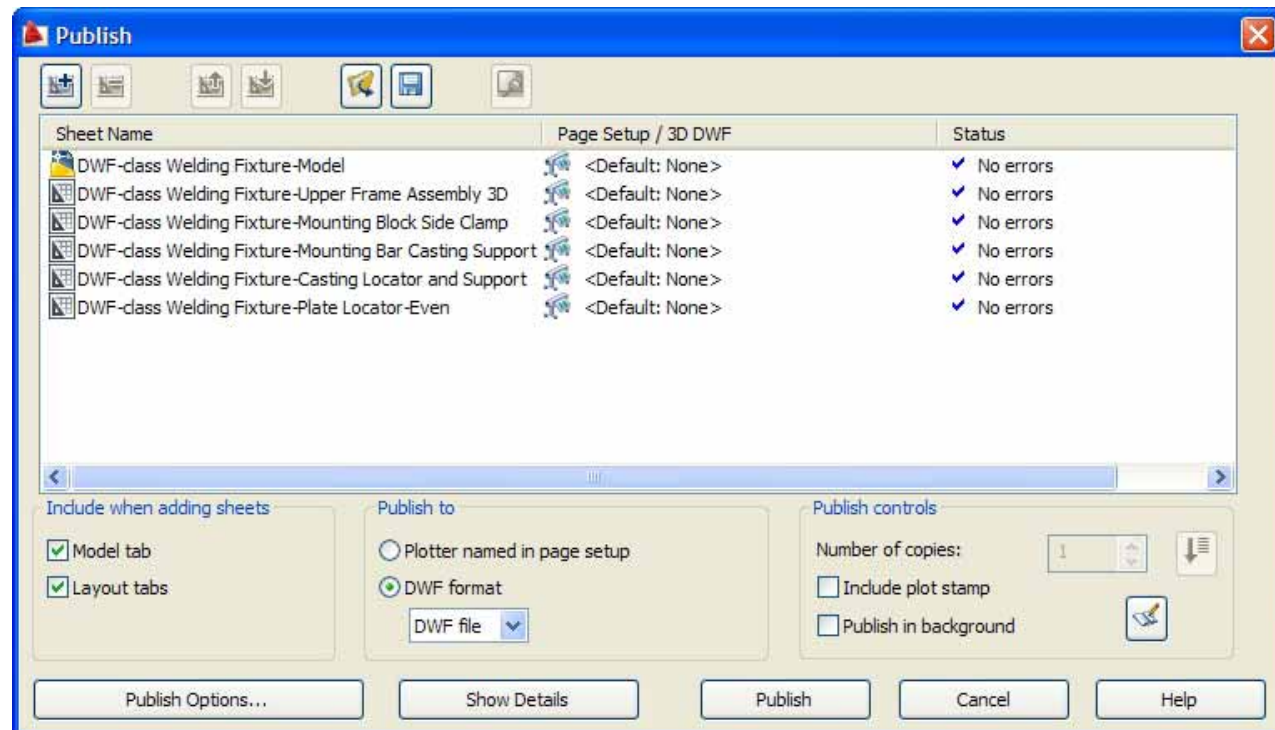 Publish
Sheet Name Page Setup / 3D DWF Status
DWF-class Welding Fixture-Model <Default: None> No errors
DWF-class Welding Fixture-Upper Frame Assembly 3D <Default: None> No errors
DWF-class Welding Fixture-Mounting Block Side Clamp <Default: None> No errors
DWF-class Welding Fixture-Mounting Bar Casting Support <Default: None> No errors
DWF-class Welding Fixture-Casting Locator and Support <Default: None> No errors
DWF-class Welding Fixture-Plate Locator-Even <Default: None> No errors
Include when adding sheets
Model tab
Layout tabs
Publish to
Plotter named in page setup
DWF format
DWF file
Publish controls
Number of copies: 1
Include plot stamp
Publish in background
Publish Options... Show Details Publish Cancel Help